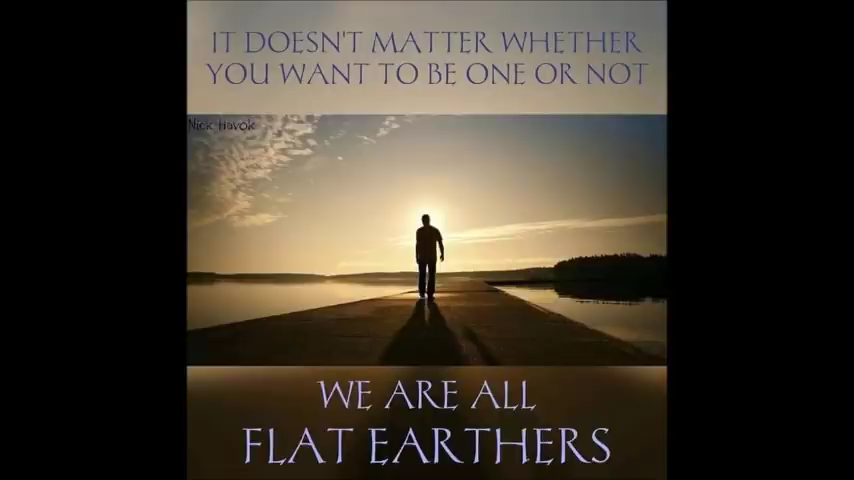 IT DOESN'T MATTER WHETHER
YOU WANT TO BE ONE OR NOT
Nick Havok
WE ARE ALL
FLAT EARTHERS